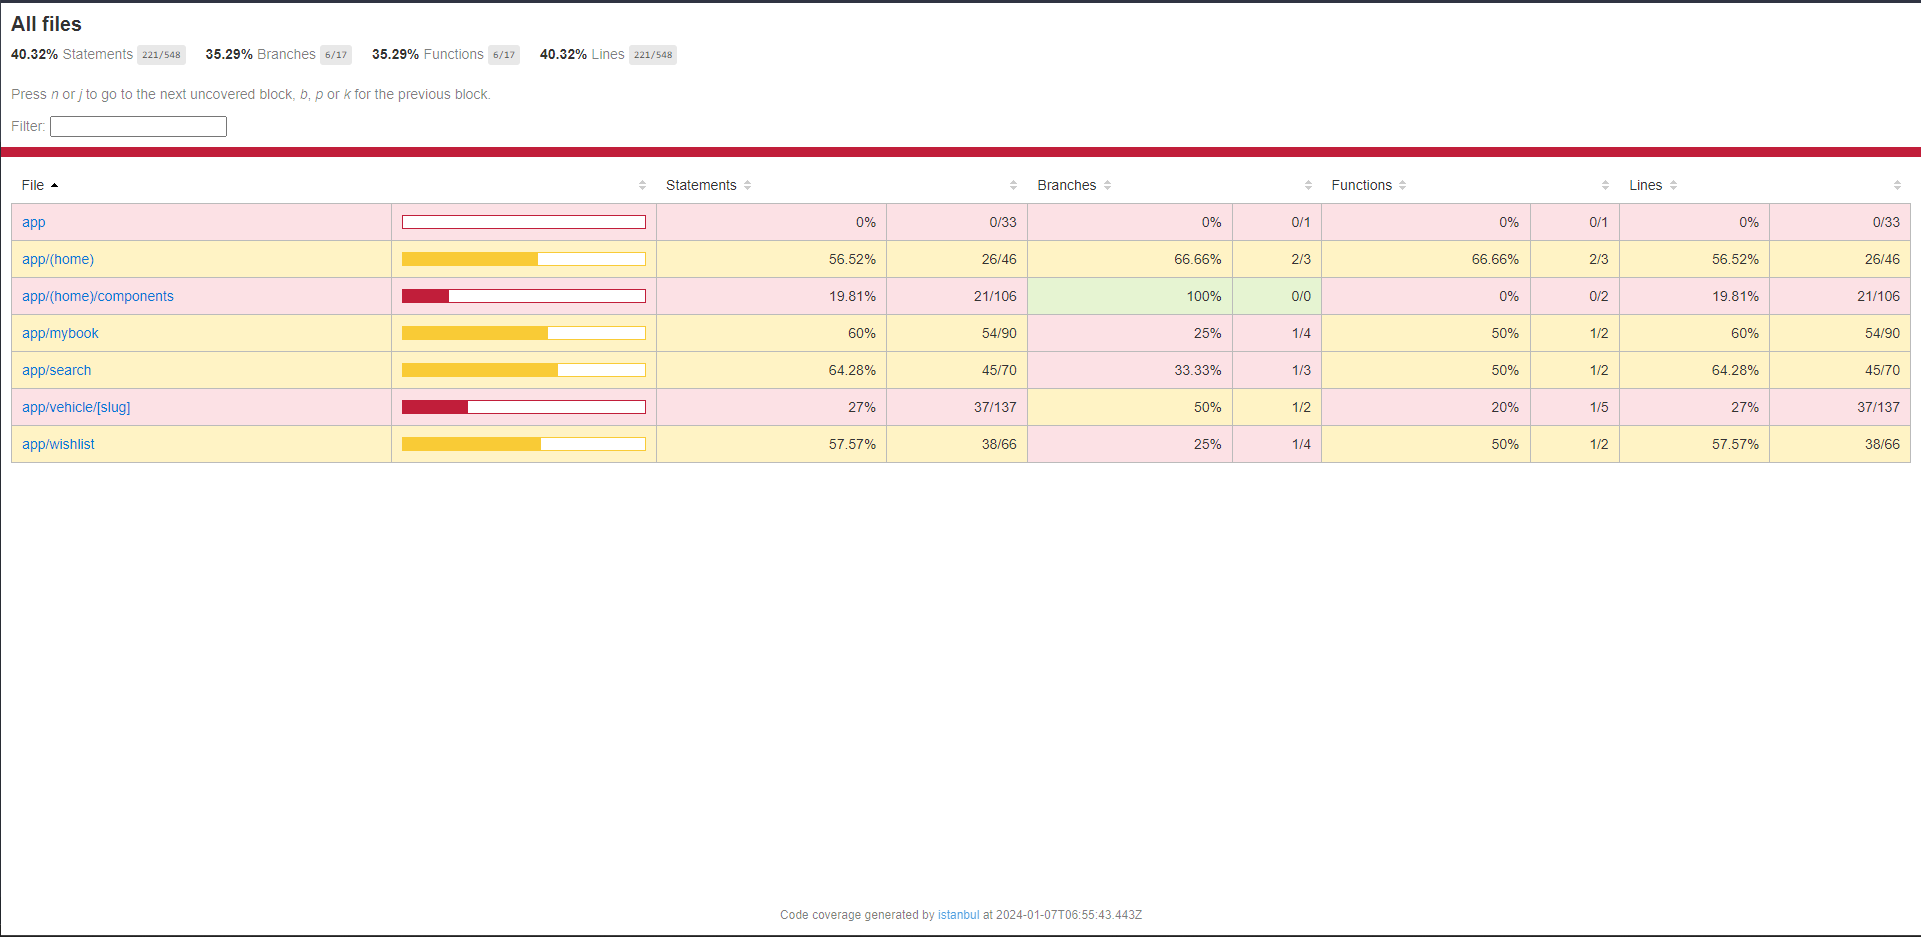 All files
40.32% Statements 221/548 35.29% Branches 6/17 35.29% Functions 6/17 40.32% Lines 221/548
Press n or j to go to the next uncovered block, b, p or k for the previous block.
Filter:
File Statements Branches Functions Lines
app 0% 0/33 0% 0/1 0% 0/1 0% 0/33
app/(home) 56.52% 26/46 66.66% 2/3 66.66% 2/3 56.52% 26/46
app/(home)/components 19.81% 21/106 100% 0/0 0% 0/2 19.81% 21/106
app/mybook 60% 54/90 25% 1/4 50% 1/2 60% 54/90
app/search 64.28% 45/70 33.33% 1/3 50% 1/2 64.28% 45/70
app/vehicle/[slug] 27% 37/137 50% 1/2 20% 1/5 27% 37/137
app/wishlist 57.57% 38/66 25% 1/4 50% 1/2 57.57% 38/66
Code coverage generated by istanbul at 2024-01-07T06:55:43.443Z